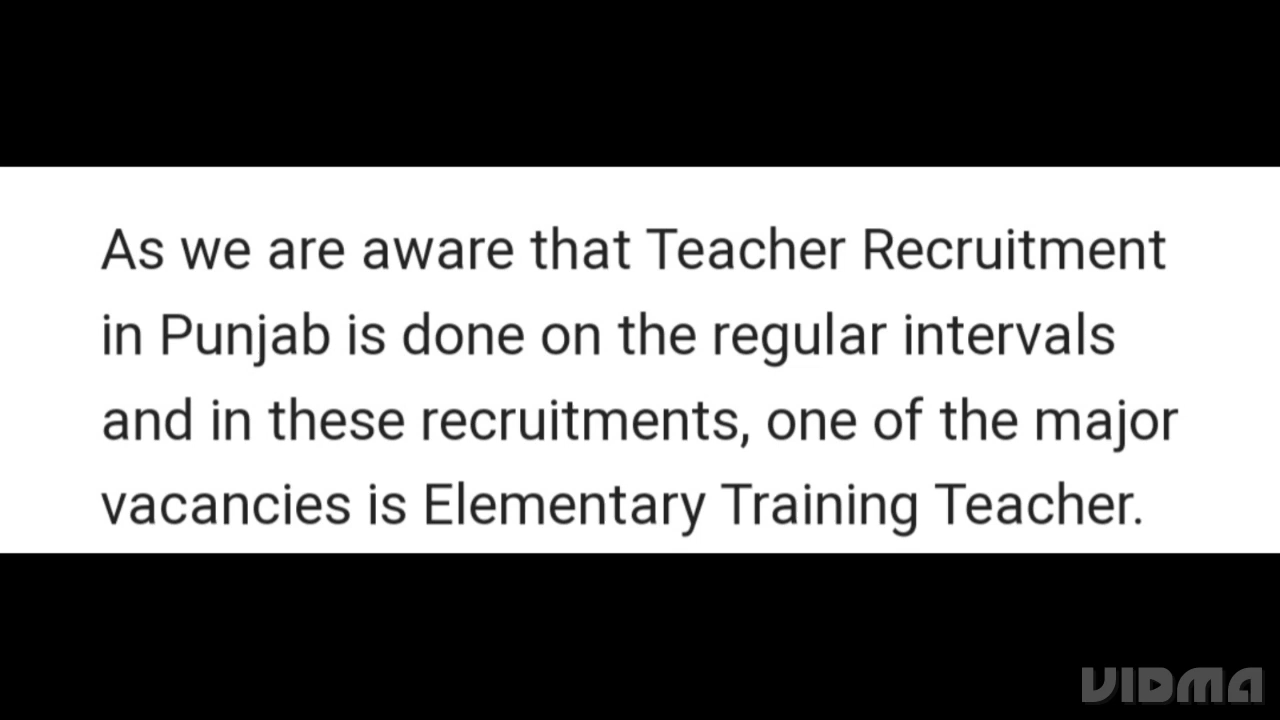 As we are aware that Teacher Recruitment
in Punjab is done on the regular intervals
and in these recruitments, one of the major
vacancies is Elementary Training Teacher.
VIDMA